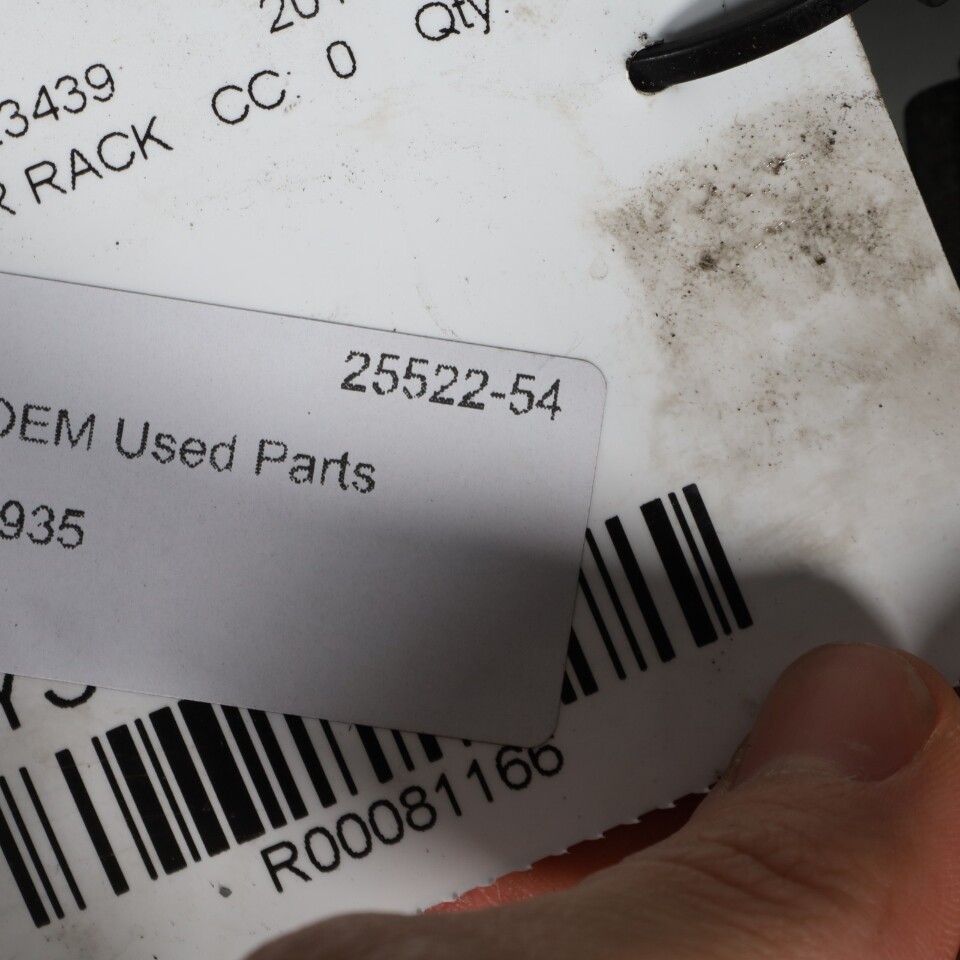 Qty
3439 CC: 0
RACK
25522-54
OEM Used Parts
935
R00081166